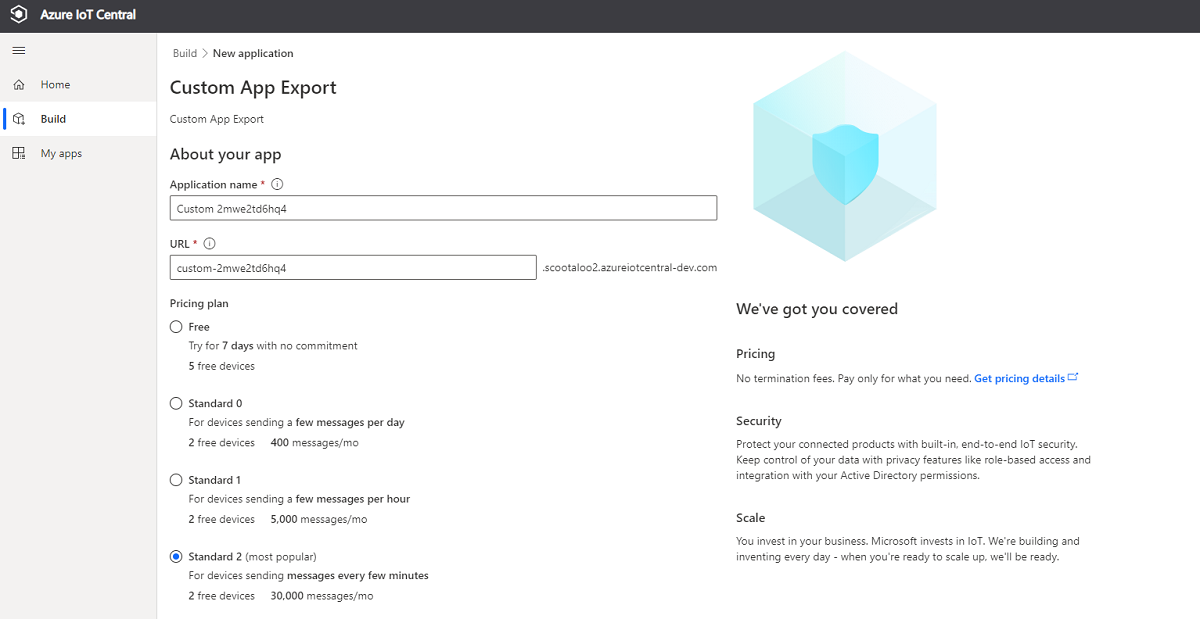 Azure IoT Central
Home
Build
My apps
Build > New application
Custom App Export
Custom App Export
About your app
Application name *
Custom 2mwe2td6hq4
URL *
custom-2mwe2td6hq4 .scootaloo2.azureiotcentral-dev.com
Pricing plan
Free
Try for 7 days with no commitment
5 free devices
Standard 0
For devices sending a few messages per day
2 free devices 400 messages/mo
Standard 1
For devices sending a few messages per hour
2 free devices 5,000 messages/mo
Standard 2 (most popular)
For devices sending messages every few minutes
2 free devices 30,000 messages/mo
We've got you covered
Pricing
No termination fees. Pay only for what you need. Get pricing details
Security
Protect your connected products with built-in, end-to-end IoT security.
Keep control of your data with privacy features like role-based access and
integration with your Active Directory permissions.
Scale
You invest in your business. Microsoft invests in IoT. We're building and
inventing every day - when you're ready to scale up, we'll be ready.